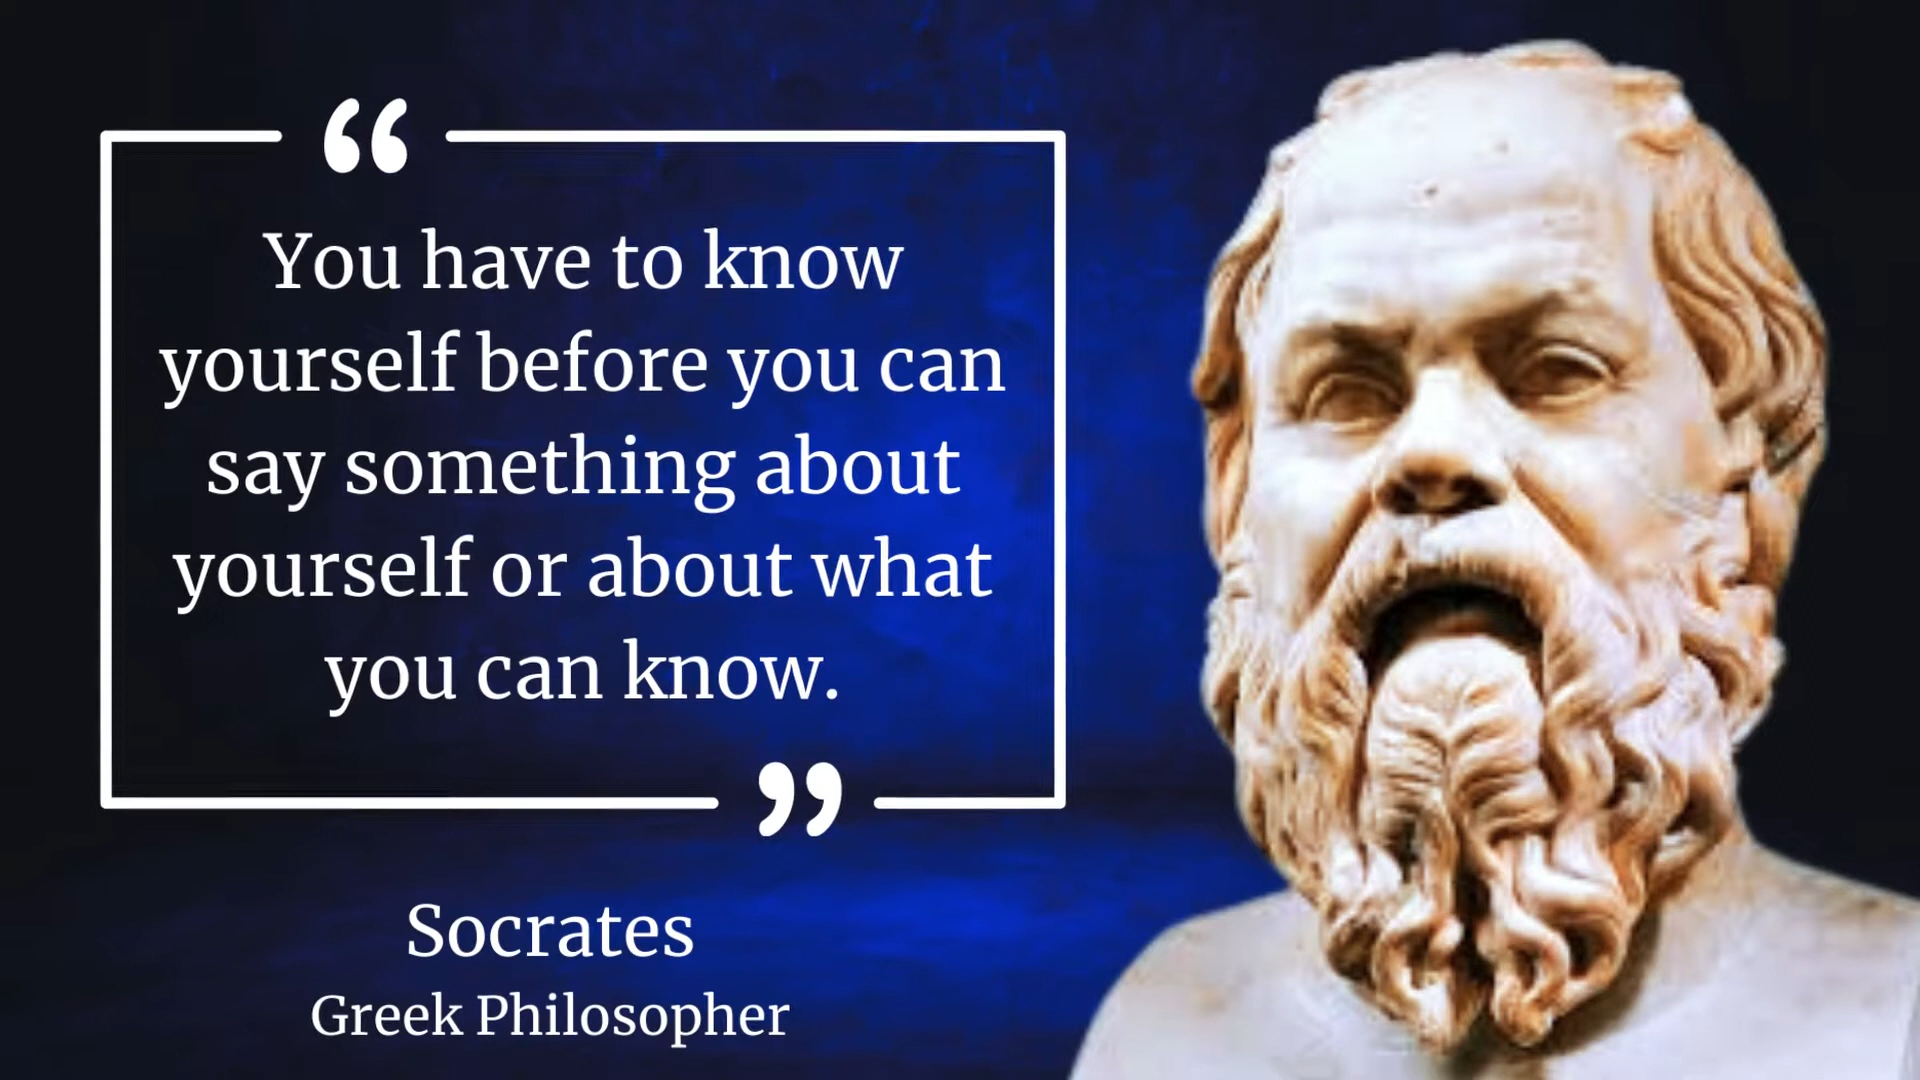 “
You have to know
yourself before you can
say something about
yourself or about what
you can know.
”
Socrates
Greek Philosopher